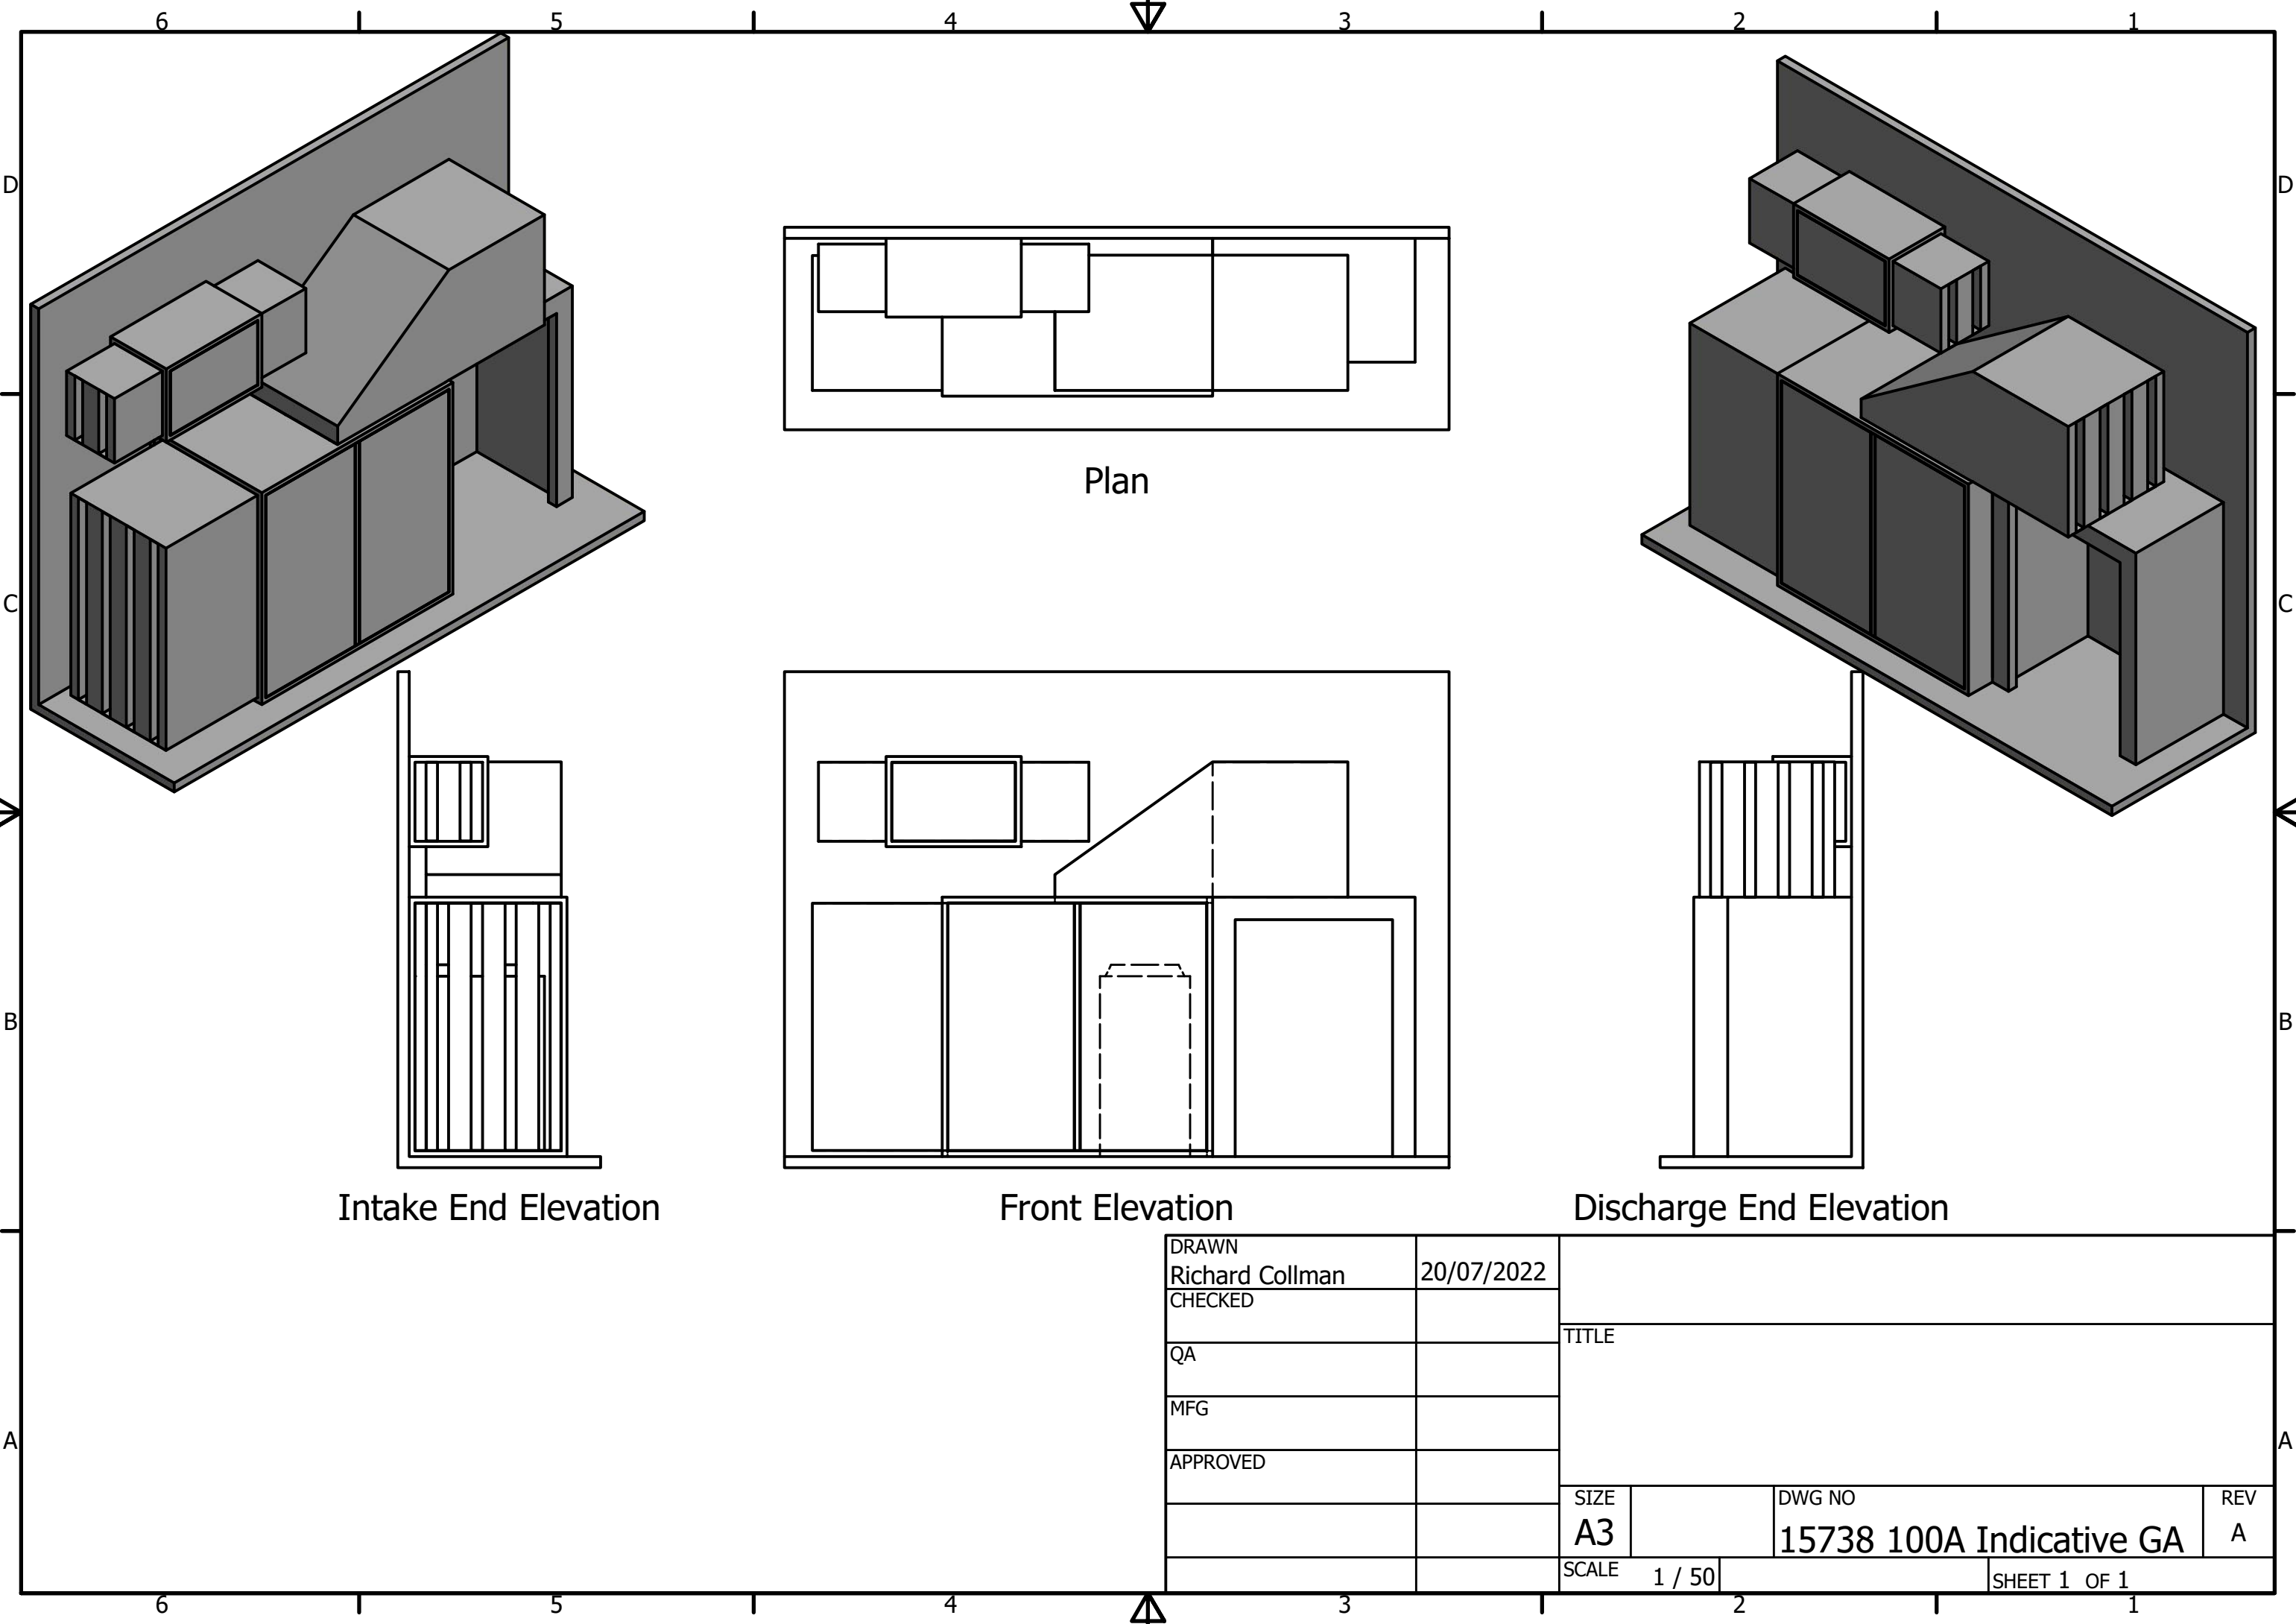 6 5 4 3 2 1
D D
Plan
C C
B B
Intake End Elevation Front Elevation Discharge End Elevation
DRAWN
Richard Collman 20/07/2022
CHECKED
TITLE
QA
MFG
A A
APPROVED
SIZE DWG NO REV
A3 15738 100A Indicative GA A
SCALE 1 / 50 SHEET 1 OF 1
6 5 4 3 2 1